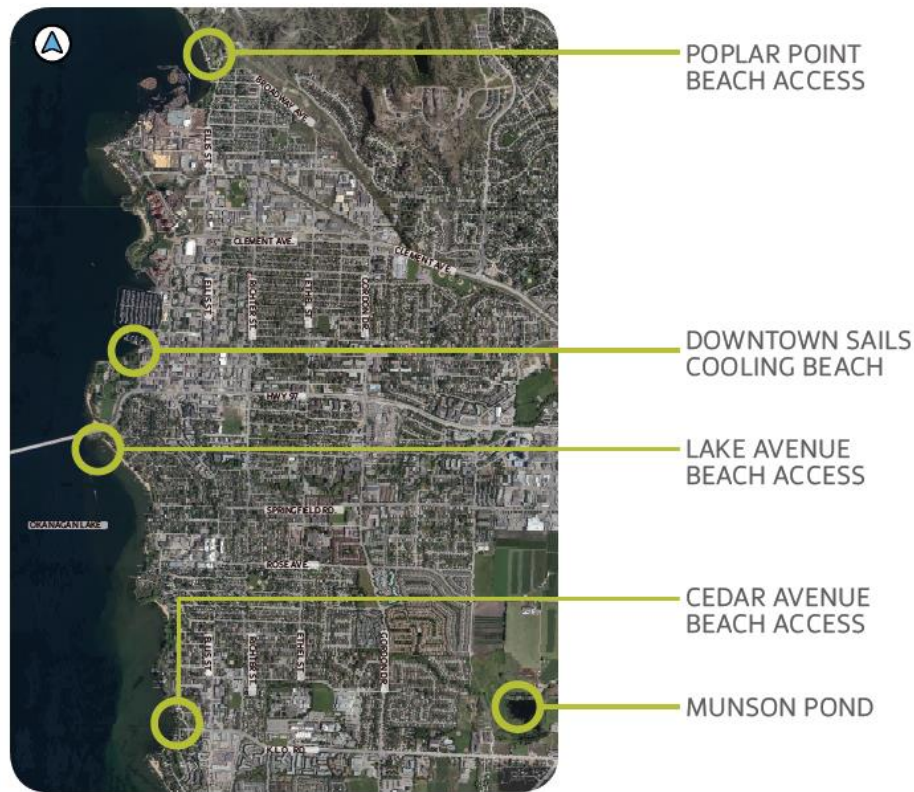 POPLAR POINT
BEACH ACCESS
BROADWAY AVE.
ELLIS ST
CLEMENT AVE.
CLEMENT AVE.
ELLIS ST.
RICHTER ST.
ETHEL ST
GORDON DR.
DOWNTOWN SAILS
COOLING BEACH
HWY 97
LAKE AVENUE
BEACH ACCESS
SPRINGFIELD RD.
OKANAGAN LAKE
ROSE AVE.
CEDAR AVENUE
BEACH ACCESS
ELLIS ST
RICHTER ST.
ETHEL ST
GORDON DR.
MUNSON POND
K.L.O. RD.